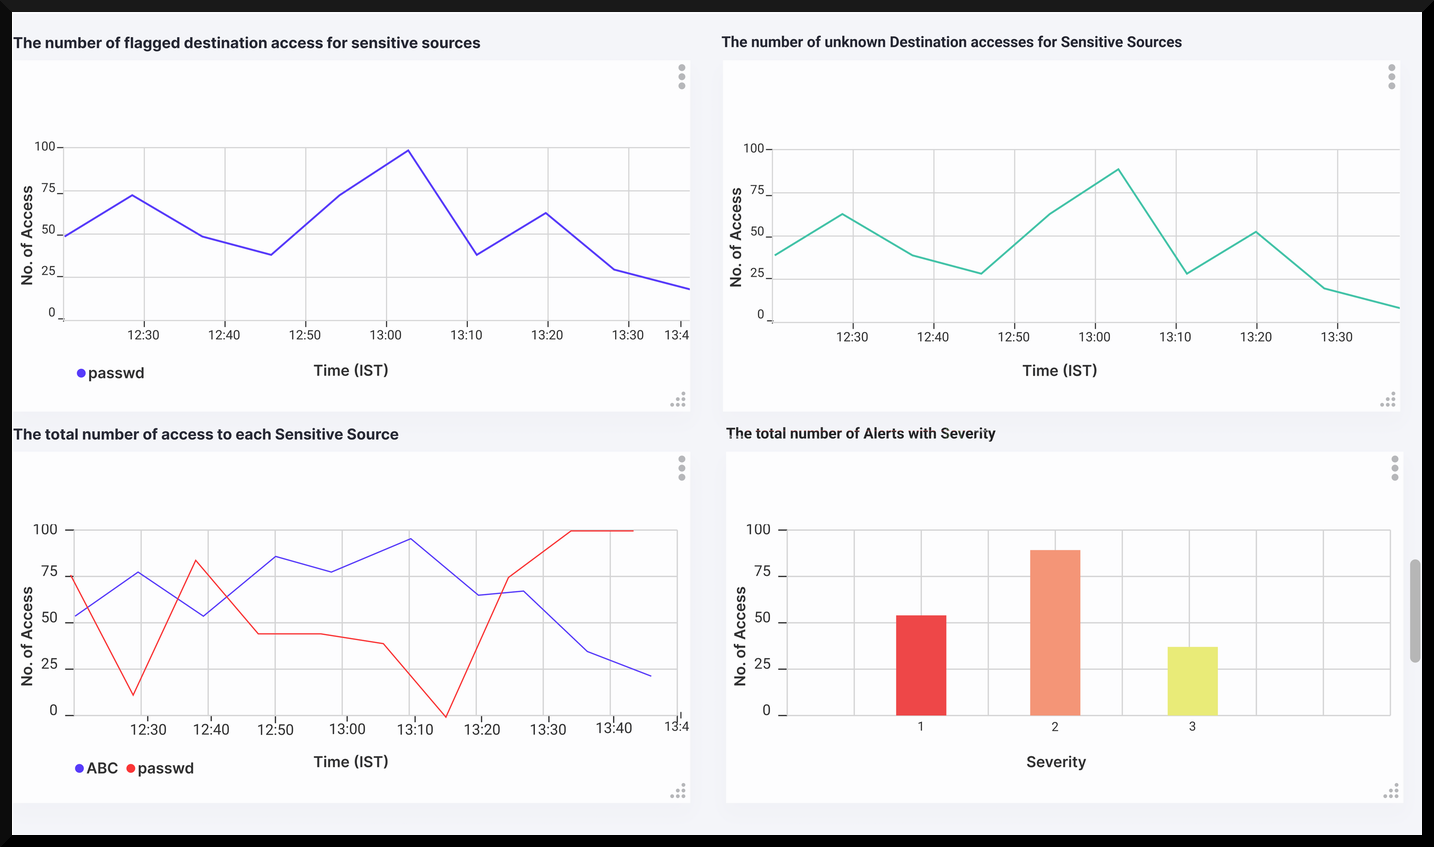 The number of flagged destination access for sensitive sources
No. of Access
100
75
50
25
0
12:30 12:40 12:50 13:00 13:10 13:20 13:30 13:4
Time (IST)
passwd
The number of unknown Destination accesses for Sensitive Sources
No. of Access
100
75
50
25
0
12:30 12:40 12:50 13:00 13:10 13:20 13:30
Time (IST)
The total number of access to each Sensitive Source
No. of Access
100
75
50
25
0
12:30 12:40 12:50 13:00 13:10 13:20 13:30 13:40 13:4
Time (IST)
ABC passwd
The total number of Alerts with Severity
No. of Access
100
75
50
25
0
1 2 3
Severity